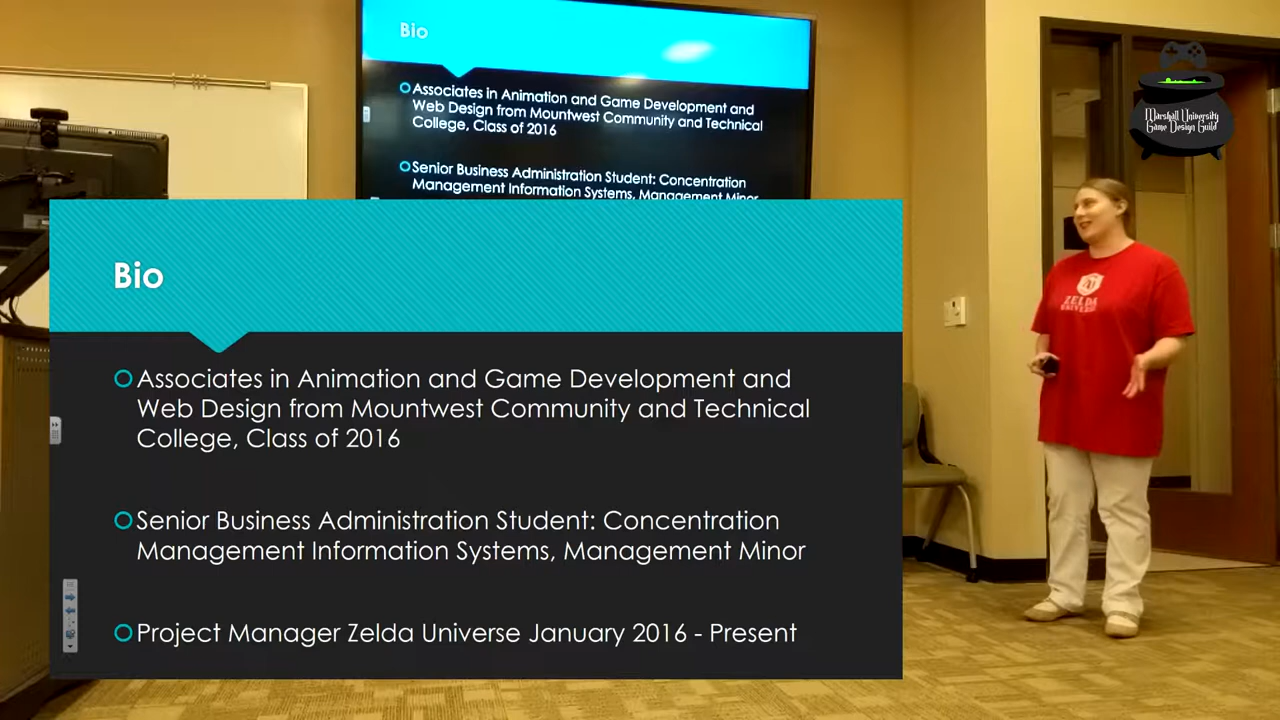 Bio
Associates in Animation and Game Development and
Web Design from Mountwest Community and Technical
College, Class of 2016
Senior Business Administration Student: Concentration
Management Information Systems, Management Minor
Marshall University
Game Design Guild
Bio
Associates in Animation and Game Development and
Web Design from Mountwest Community and Technical
College, Class of 2016
Senior Business Administration Student: Concentration
Management Information Systems, Management Minor
Project Manager Zelda Universe January 2016 - Present
ZELDA
UNIVERSE